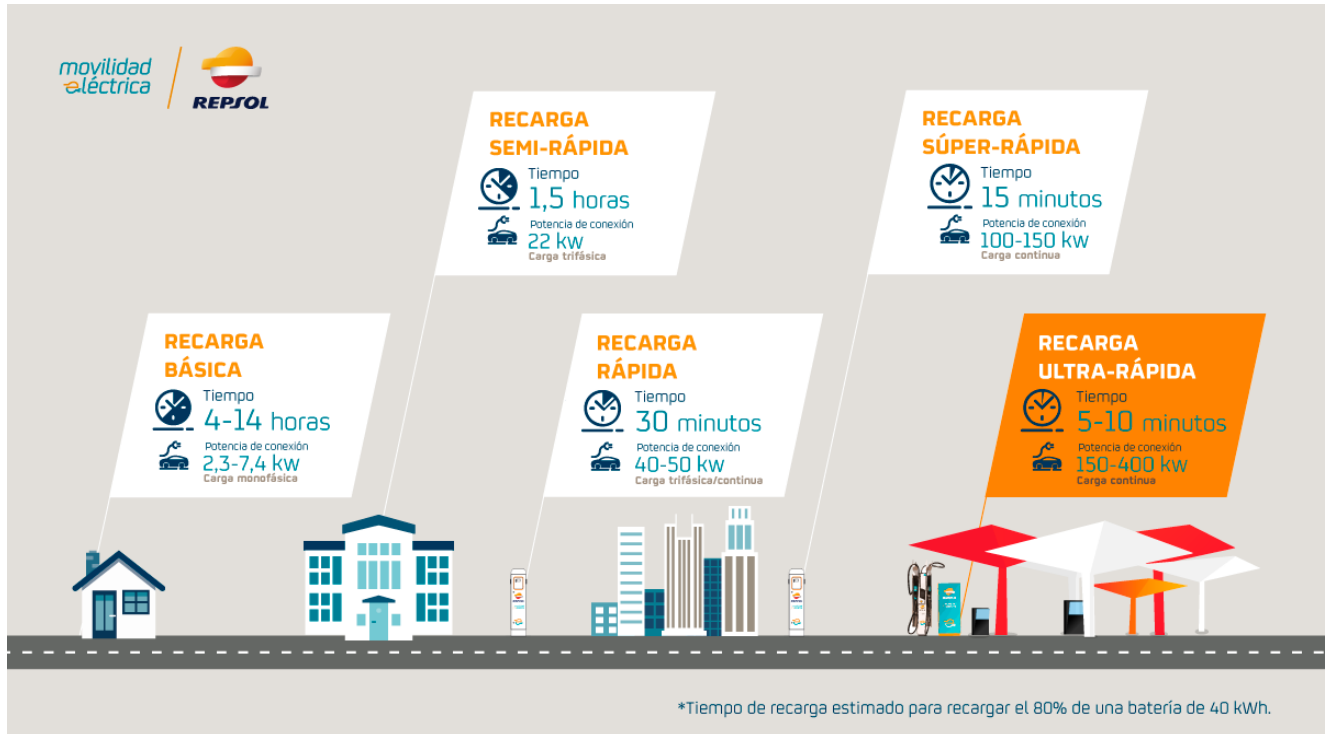 movilidad
eléctrica
REPSOL
RECARGA
SEMI-RÁPIDA
Tiempo
1,5 horas
Potencia de conexión
22 kw
Carga trifásica
RECARGA
SÚPER-RÁPIDA
Tiempo
15 minutos
Potencia de conexión
100-150 kw
Carga continua
RECARGA
BÁSICA
Tiempo
4-14 horas
Potencia de conexión
2,3-7,4 kw
Carga monofásica
RECARGA
RÁPIDA
Tiempo
30 minutos
Potencia de conexión
40-50 kw
Carga trifásica/continua
RECARGA
ULTRA-RÁPIDA
Tiempo
5-10 minutos
Potencia de conexión
150-400 kw
Carga continua
REPSOL
REPSOL
*Tiempo de recarga estimado para recargar el 80% de una batería de 40 kWh.